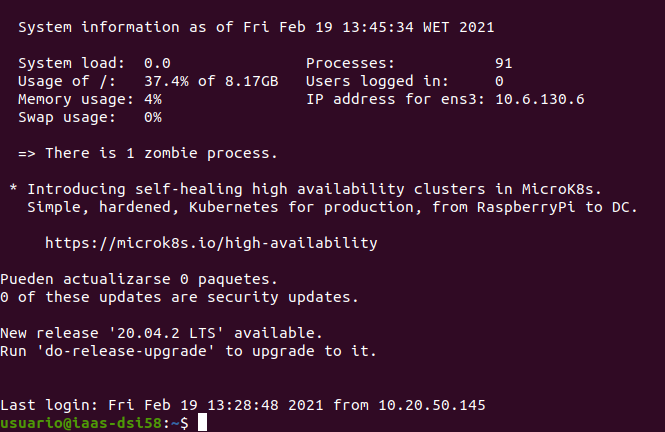 System information as of Fri Feb 19 13:45:34 WET 2021
System load:  0.0               Processes:           91
Usage of /:   37.4% of 8.17GB   Users logged in:     0
Memory usage: 4%                IP address for ens3: 10.6.130.6
Swap usage:   0%
=> There is 1 zombie process.
* Introducing self-healing high availability clusters in MicroK8s.
Simple, hardened, Kubernetes for production, from RaspberryPi to DC.
https://microk8s.io/high-availability
Pueden actualizarse 0 paquetes.
0 of these updates are security updates.
New release '20.04.2 LTS' available.
Run 'do-release-upgrade' to upgrade to it.
Last login: Fri Feb 19 13:28:48 2021 from 10.20.50.145
usuario@iaas-dsi58:~$